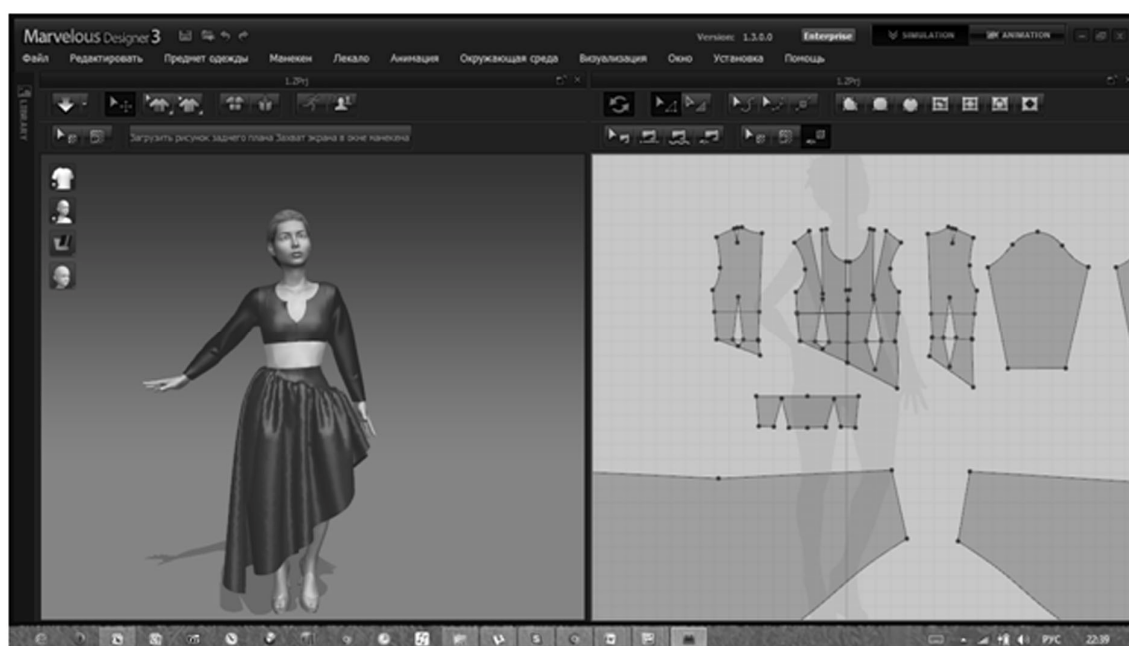 Marvelous Designer 3
Version: 1.3.0.0 Enterprise SIMULATION ANIMATION
Файл Редактировать Предмет одежды Манекен Лекало Анимация Окружающая среда Визуализация Окно Установка Помощь
1.ZPrj 1.ZPrj
LIBRARY
Загрузить рисунок заднего плана Захват экрана в окне манекена
РУС 22:39